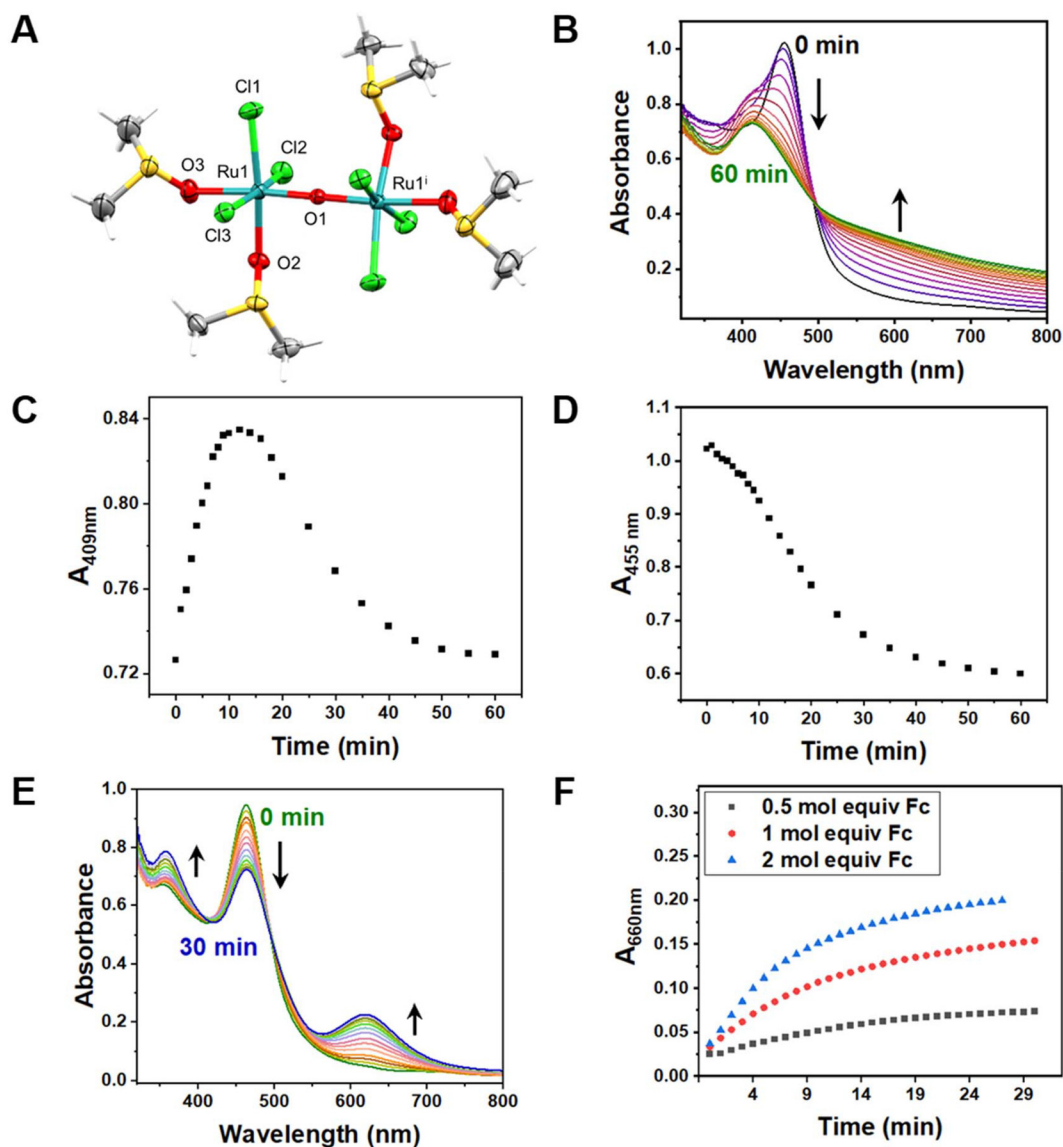 A
Cl1
O3
Ru1
Cl2
Ru1ⁱ
O1
Cl3
O2
B
1.0
0.8
0.6
0.4
0.2
0 min
60 min
Absorbance
400 500 600 700 800
Wavelength (nm)
C
0.84
0.80
0.76
0.72
A409nm
0 10 20 30 40 50 60
Time (min)
D
1.1
1.0
0.9
0.8
0.7
0.6
A455 nm
0 10 20 30 40 50 60
Time (min)
E
1.0
0.8
0.6
0.4
0.2
0.0
0 min
30 min
Absorbance
400 500 600 700 800
Wavelength (nm)
F
0.30
0.25
0.20
0.15
0.10
0.05
0.00
A660nm
0.5 mol equiv Fc
1 mol equiv Fc
2 mol equiv Fc
4 9 14 19 24 29
Time (min)